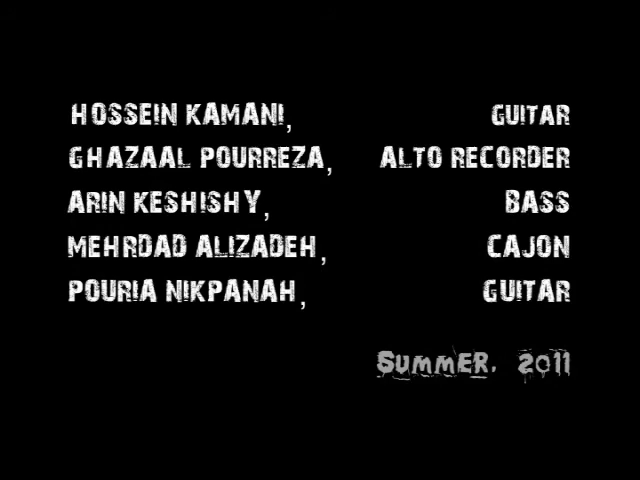 HOSSEIN KAMANI, GUITAR
GHAZAAL POURREZA, ALTO RECORDER
ARIN KESHISHY, BASS
MEHRDAD ALIZADEH, CAJON
POURIA NIKPANAH, GUITAR
SUMMER. 2011